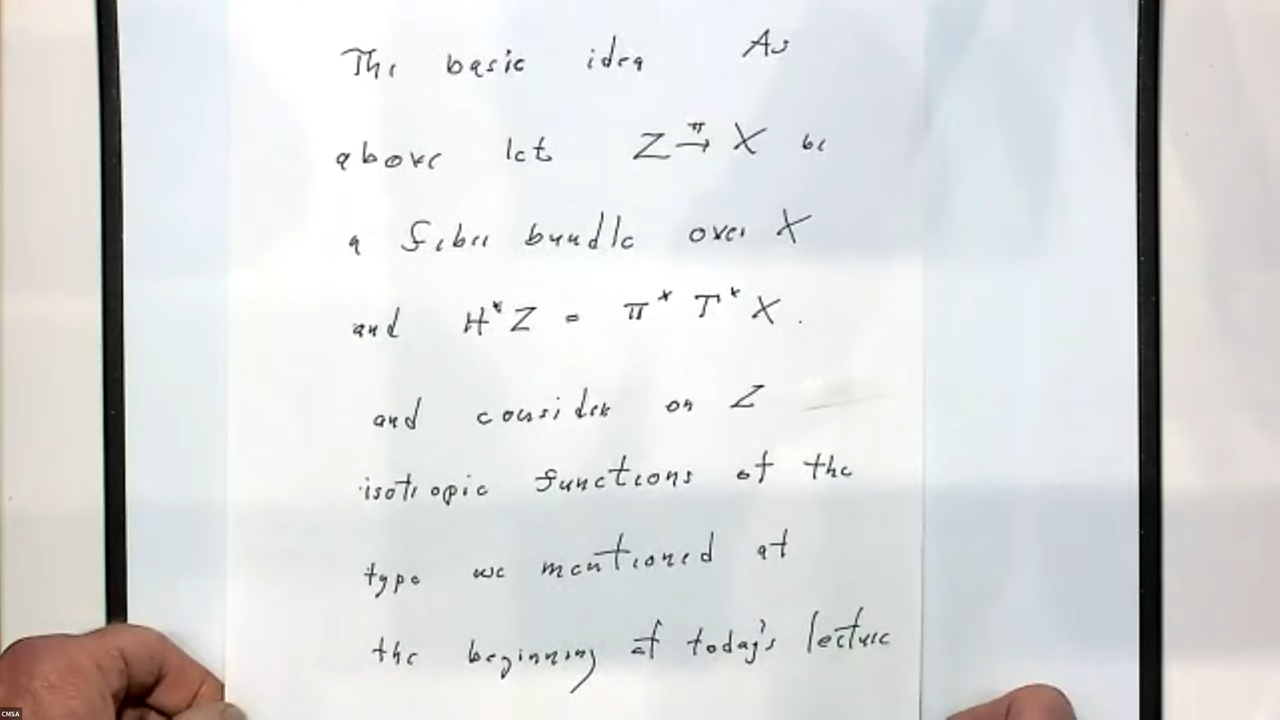 The basic idea As
above let Z →^π X be
a fiber bundle over X
and H*Z = π* T* X.
and consider on Z
isotropic functions of the
type we mentioned at
the beginning of today's lecture
CMSA